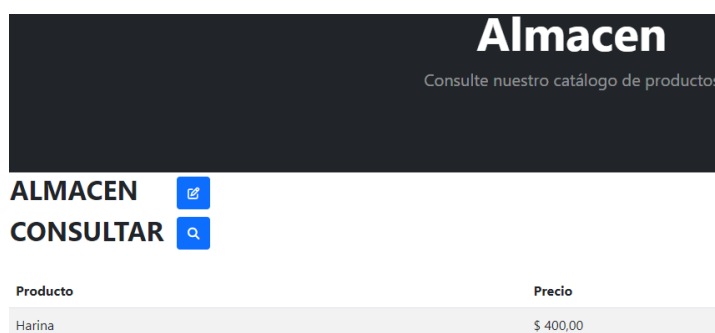 Almacen
Consulte nuestro catálogo de productos
ALMACEN
CONSULTAR
Producto Precio
Harina $ 400,00